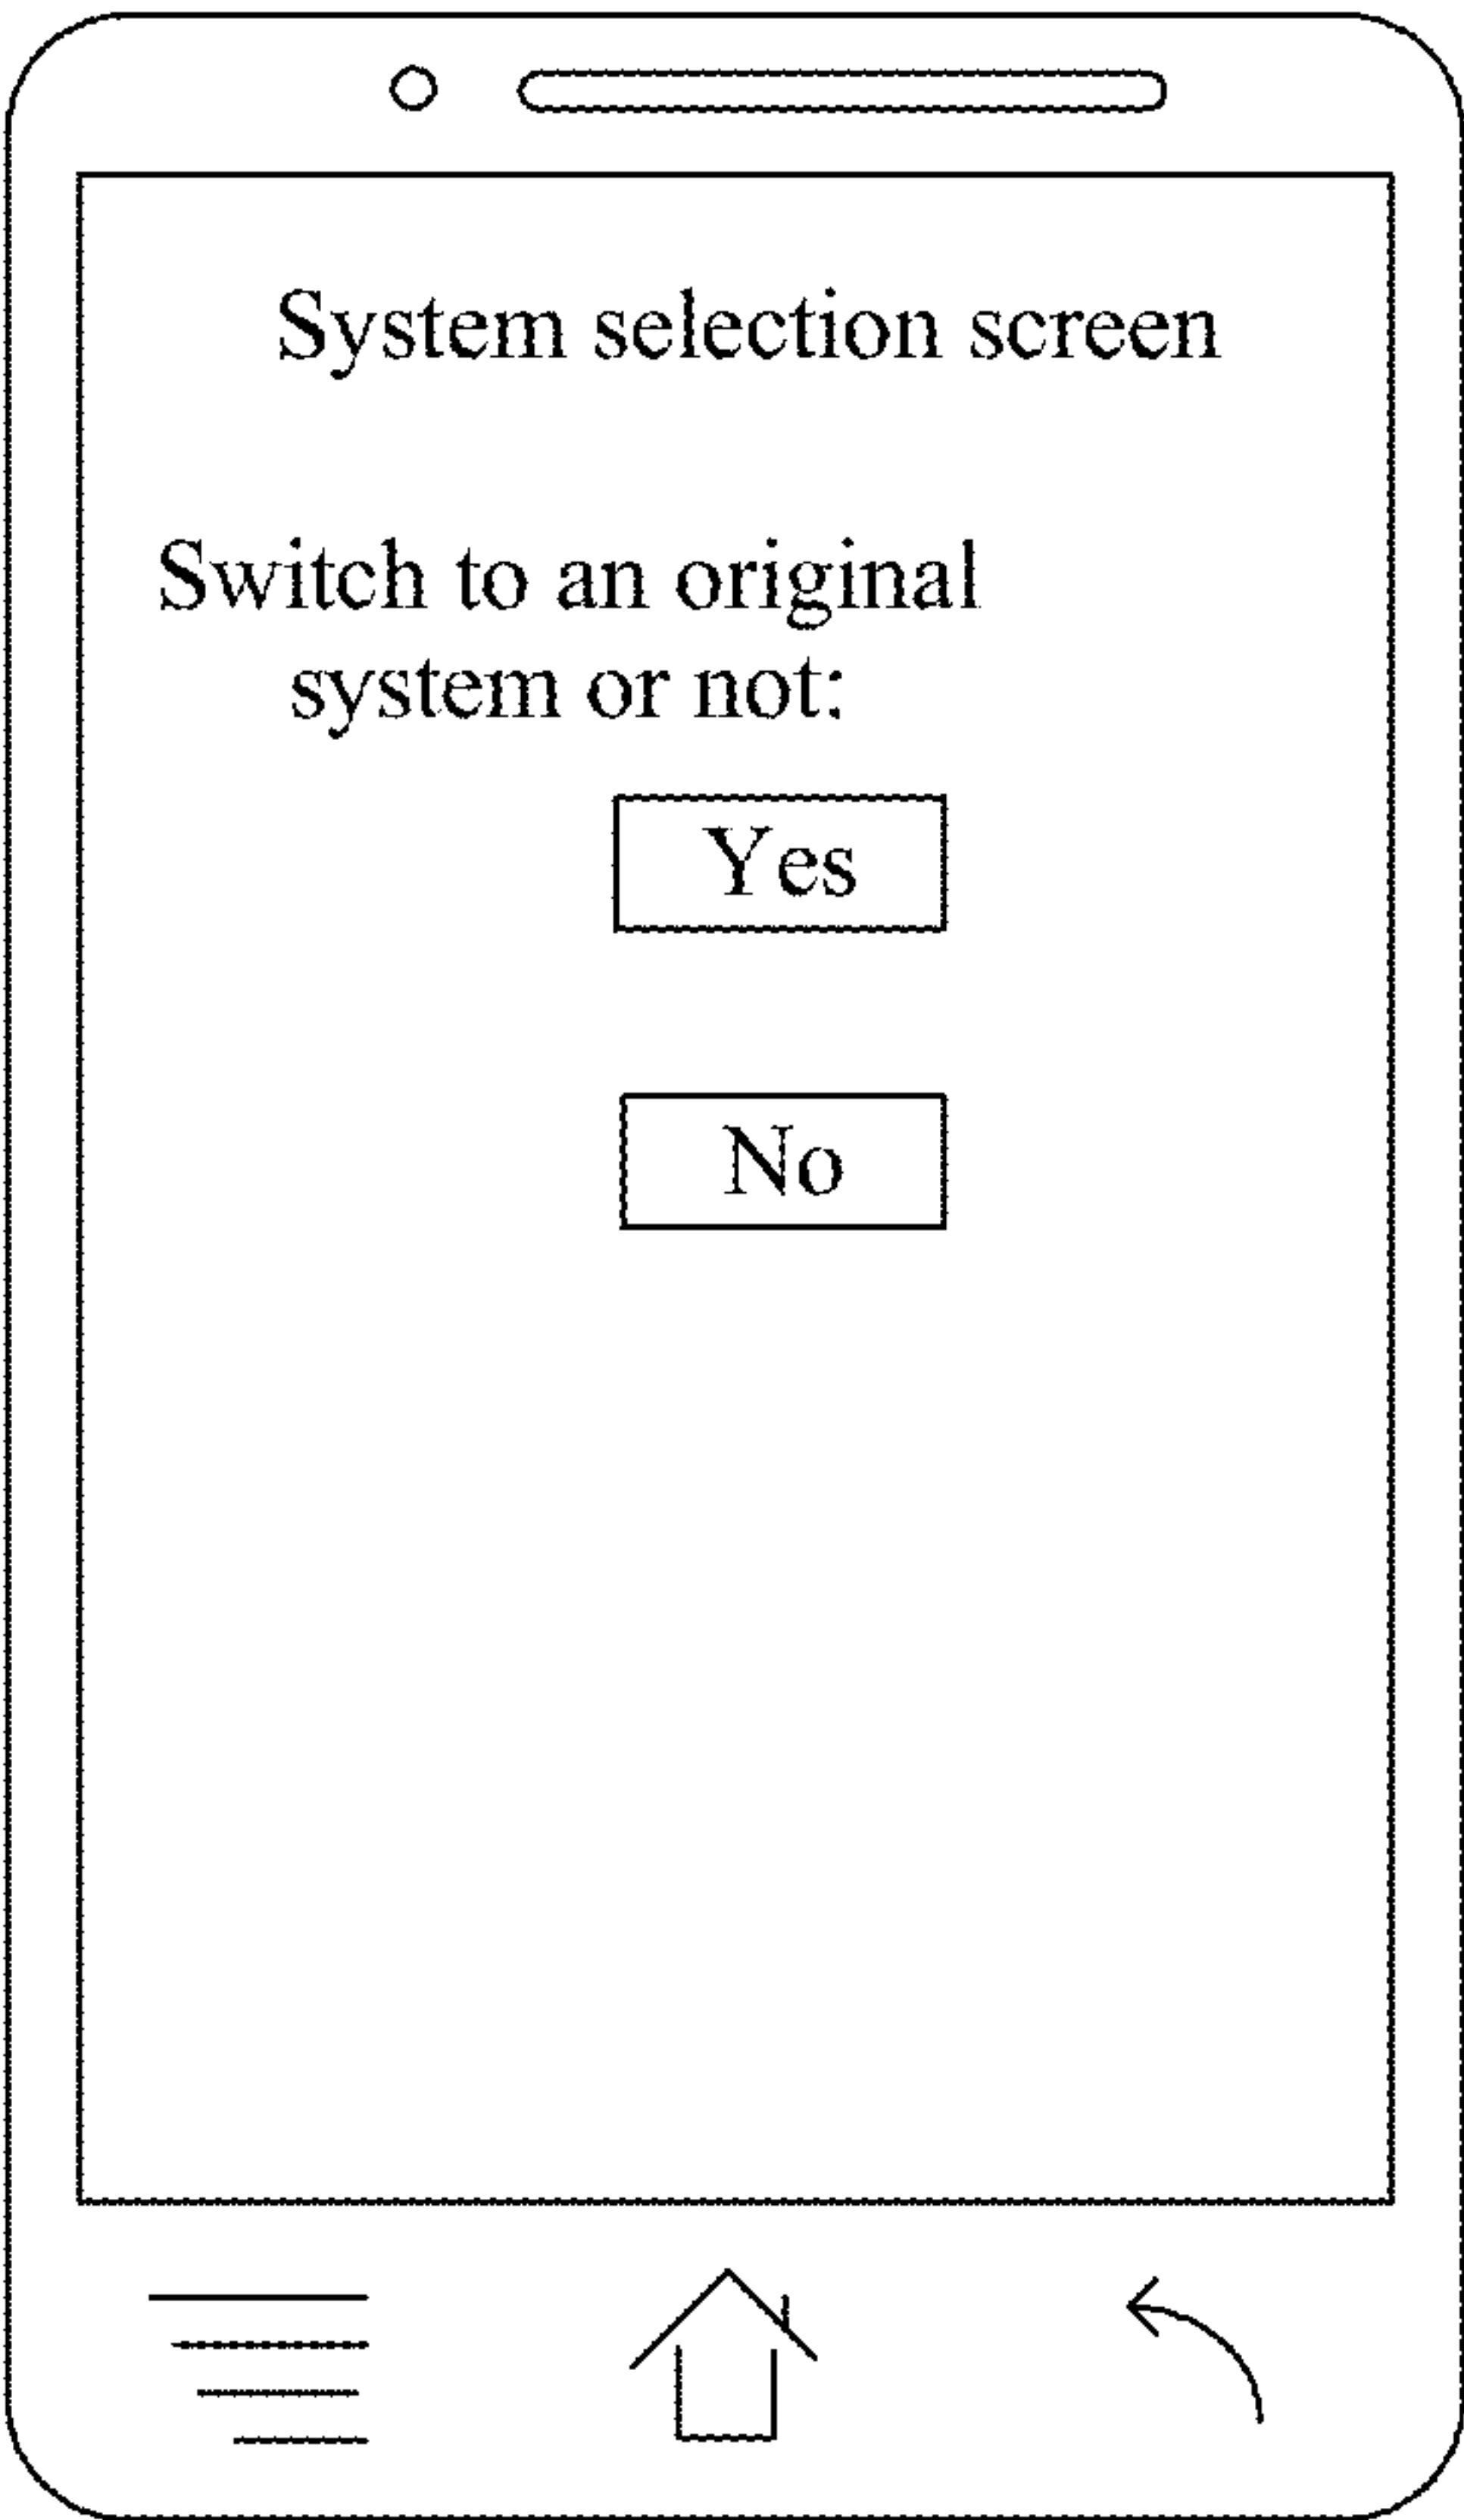 System selection screen
Switch to an original
system or not:
Yes
No